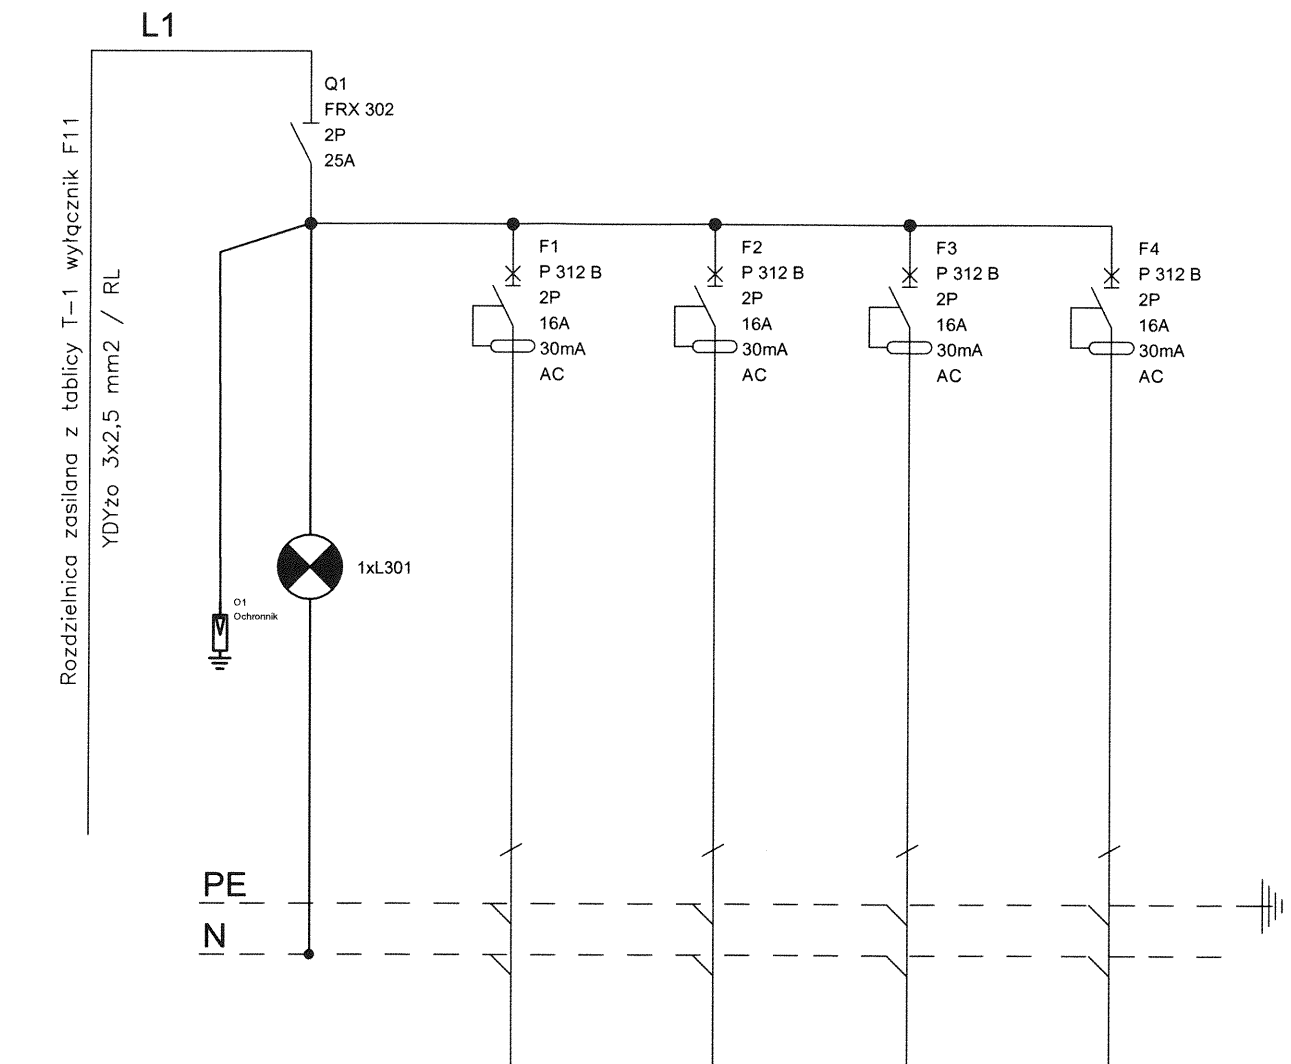 L1
Rozdzielnica zasilana z tablicy T-1 wyłącznik F11
YDYżo 3x2,5 mm2 / RL
Q1
FRX 302
2P
25A
F1
P 312 B
2P
16A
30mA
AC
F2
P 312 B
2P
16A
30mA
AC
F3
P 312 B
2P
16A
30mA
AC
F4
P 312 B
2P
16A
30mA
AC
1xL301
O1
Ochronnik
PE
N